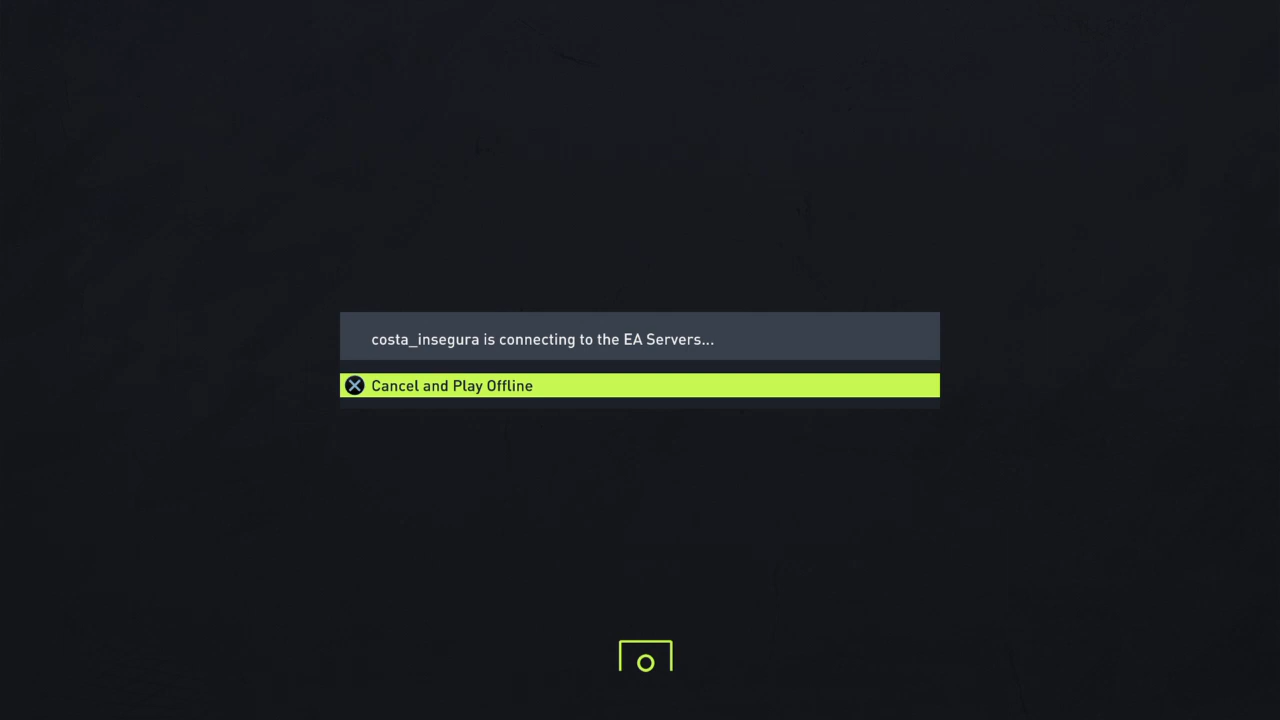 costa_insegura is connecting to the EA Servers...
Cancel and Play Offline